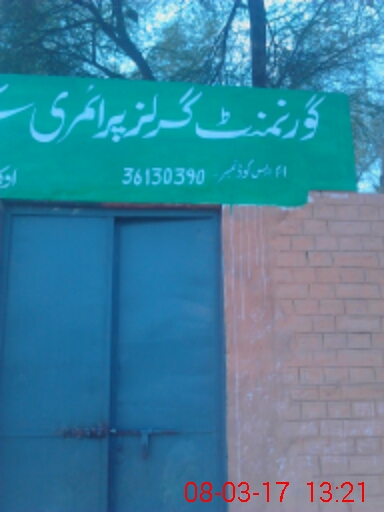 گورنمنٹ گرلز پرائمری
ایمس کوڈ نمبر۔ 36130390
08-03-17 13:21